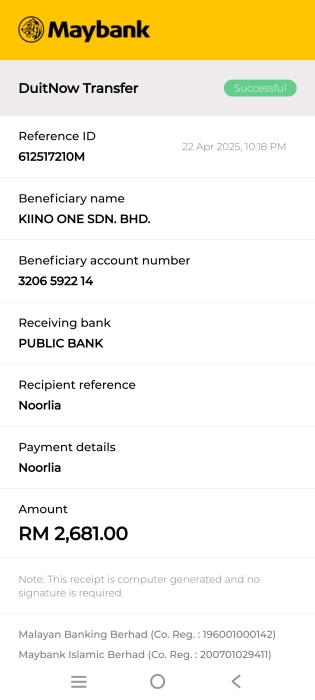 Maybank
DuitNow Transfer
Successful
Reference ID
22 Apr 2025, 10:18 PM
612517210M
Beneficiary name
KIINO ONE SDN. BHD.
Beneficiary account number
3206 5922 14
Receiving bank
PUBLIC BANK
Recipient reference
Noorlia
Payment details
Noorlia
Amount
RM 2,681.00
Note: This receipt is computer generated and no
signature is required.
Malayan Banking Berhad (Co. Reg. : 196001000142)
Maybank Islamic Berhad (Co. Reg. : 200701029411)